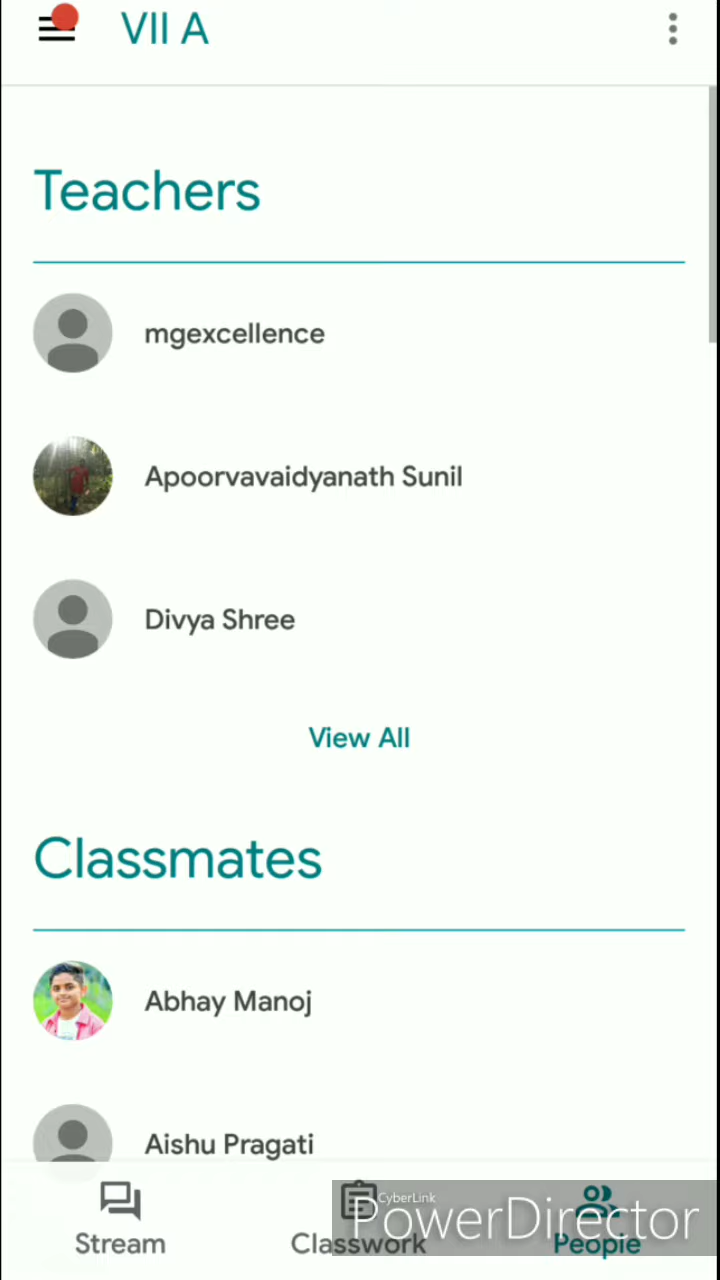 VII A
Teachers
mgexcellence
Apoorvavaidyanath Sunil
Divya Shree
View All
Classmates
Abhay Manoj
Aishu Pragati
Stream
Classwork
People
CyberLink
PowerDirector